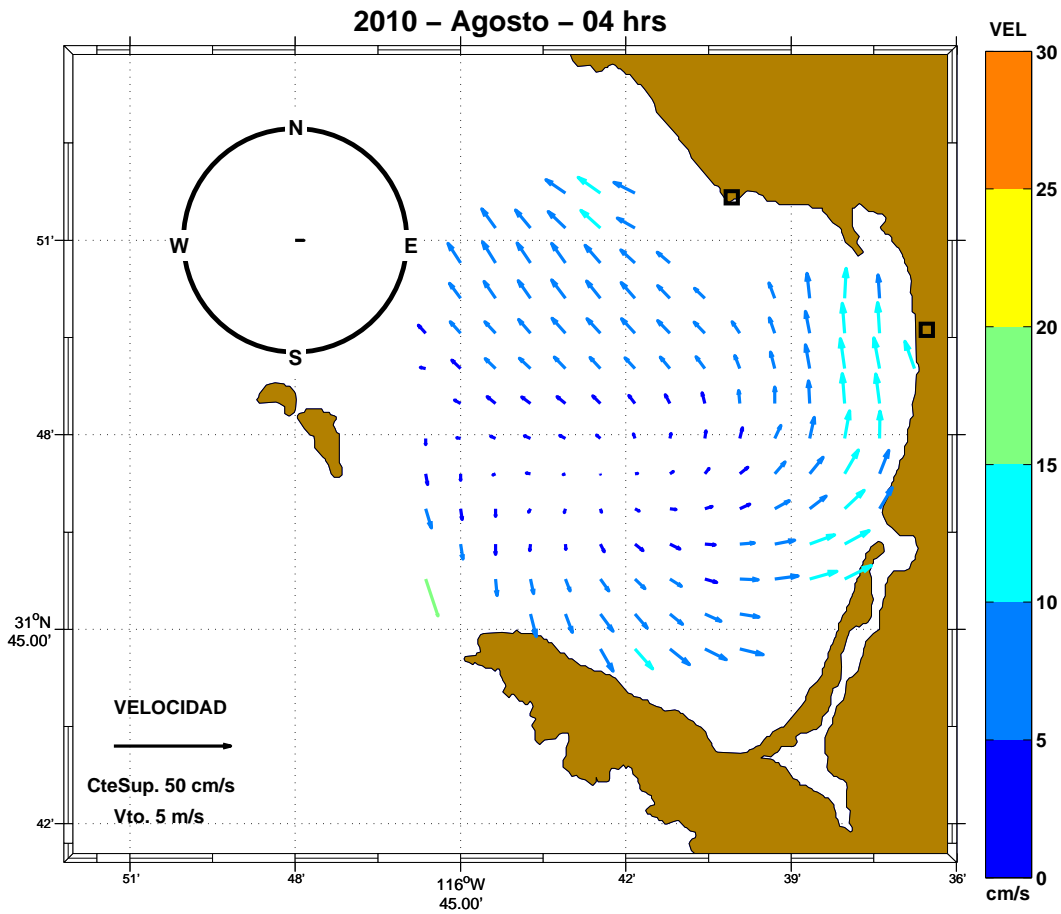 2010 – Agosto – 04 hrs
VEL
30
N
51'
W
E
25
S
20
48'
15
31°N
45.00'
10
VELOCIDAD
5
CteSup. 50 cm/s
Vto. 5 m/s
42'
0
cm/s
51'
48'
116°W
45.00'
42'
39'
36'